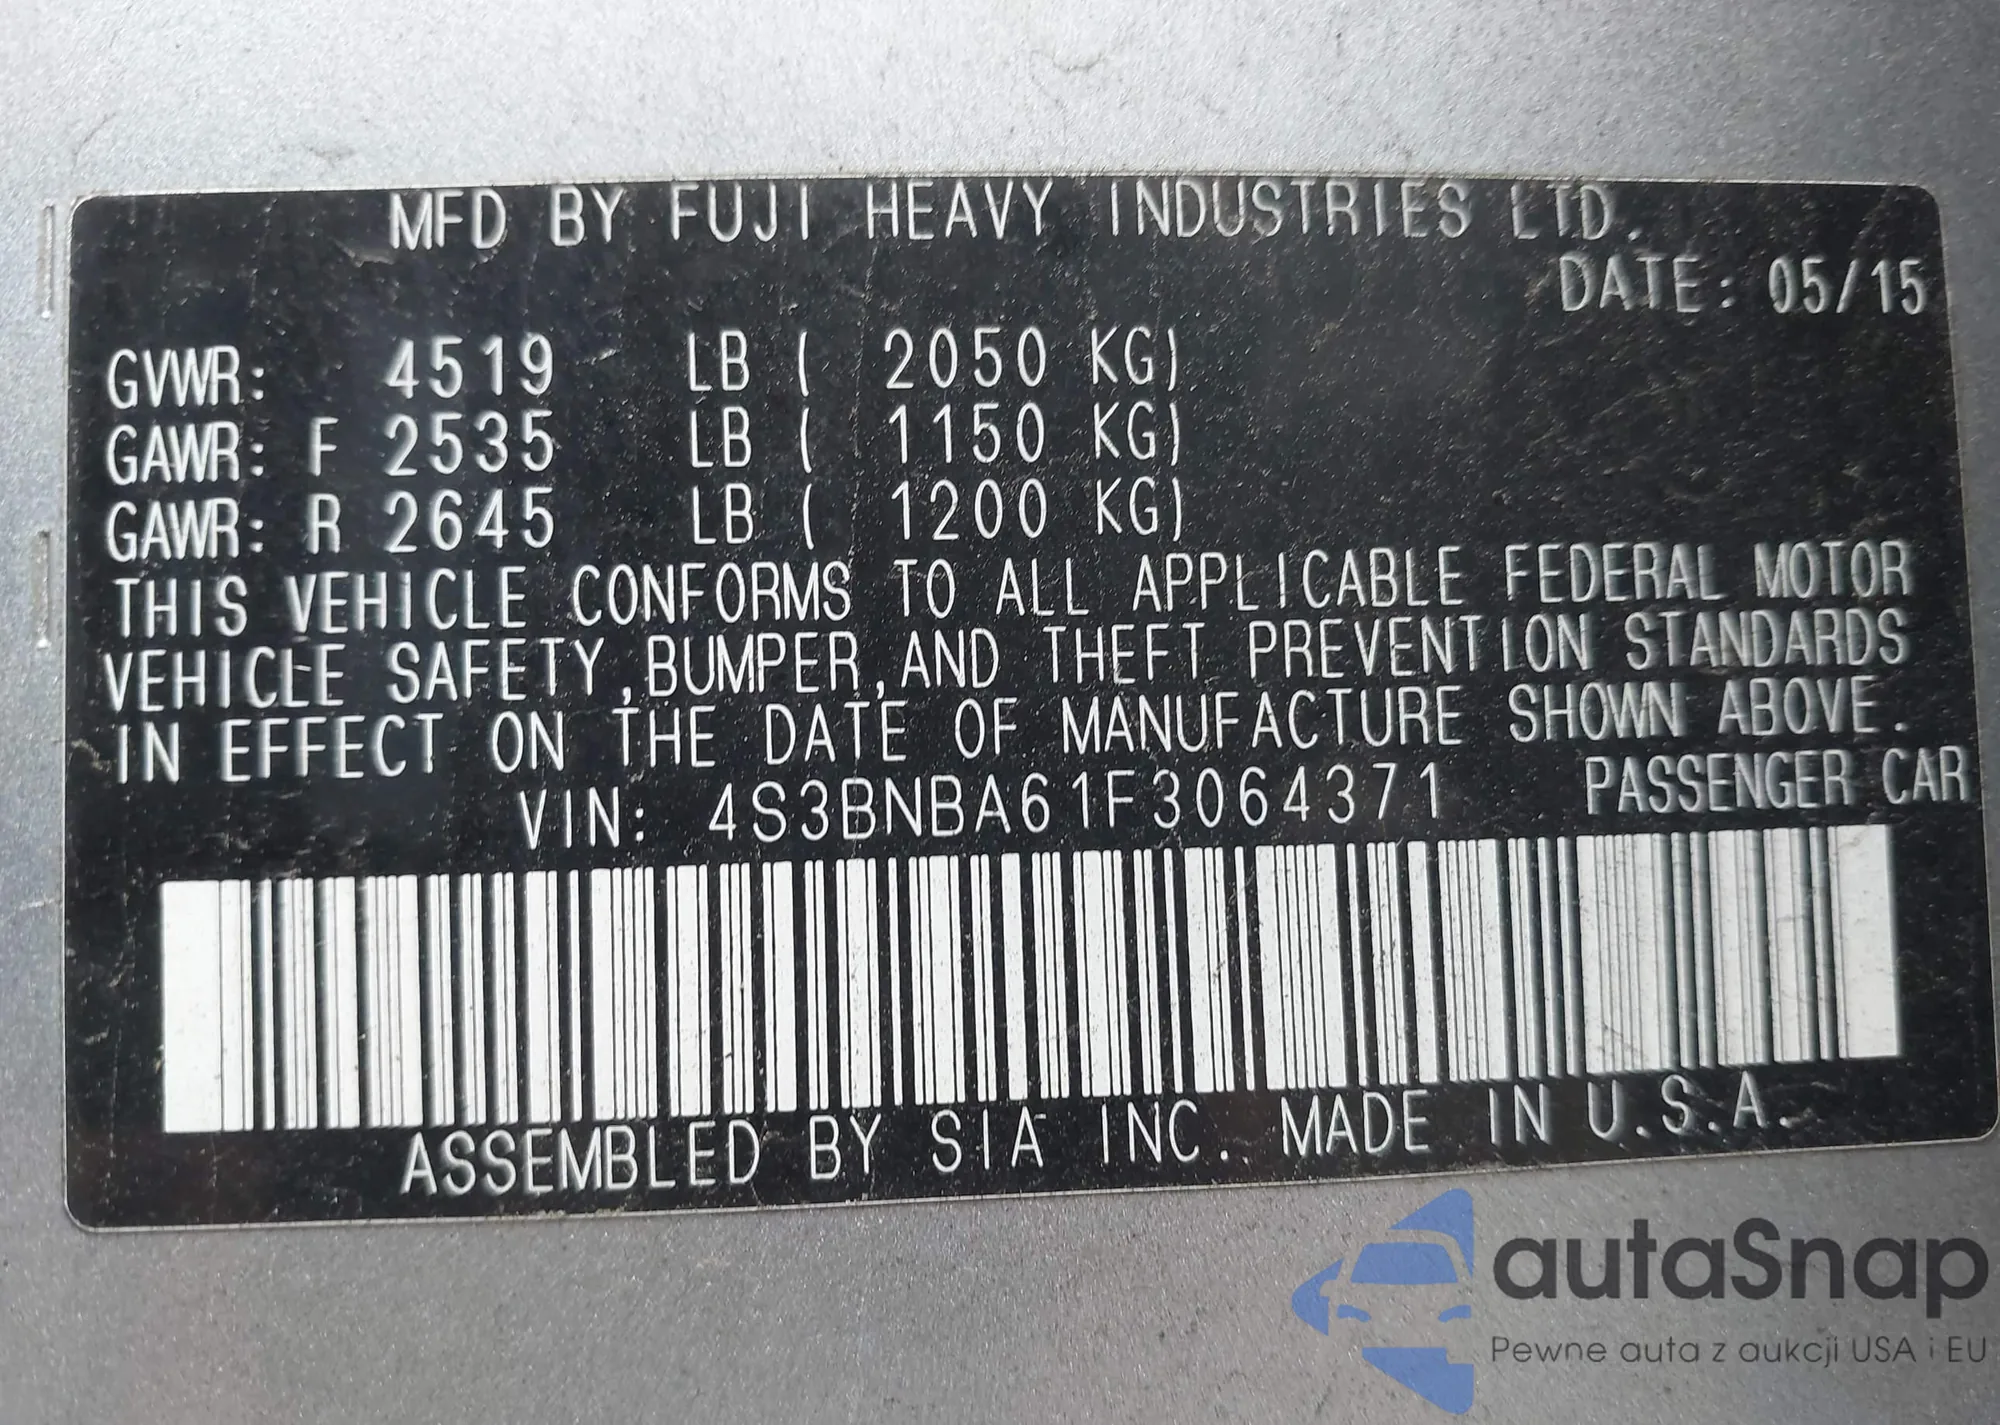 MFD BY FUJI HEAVY INDUSTRIES LTD.
DATE: 05/15
GVWR: 4519 LB ( 2050 KG)
GAWR: F 2535 LB ( 1150 KG)
GAWR: R 2645 LB ( 1200 KG)
THIS VEHICLE CONFORMS TO ALL APPLICABLE FEDERAL MOTOR
VEHICLE SAFETY,BUMPER,AND THEFT PREVENTION STANDARDS
IN EFFECT ON THE DATE OF MANUFACTURE SHOWN ABOVE.
VIN: 4S3BNBA61F3064371 PASSENGER CAR
ASSEMBLED BY SIA INC. MADE IN U.S.A.
autaSnap
Pewne auta z aukcji USA i EU